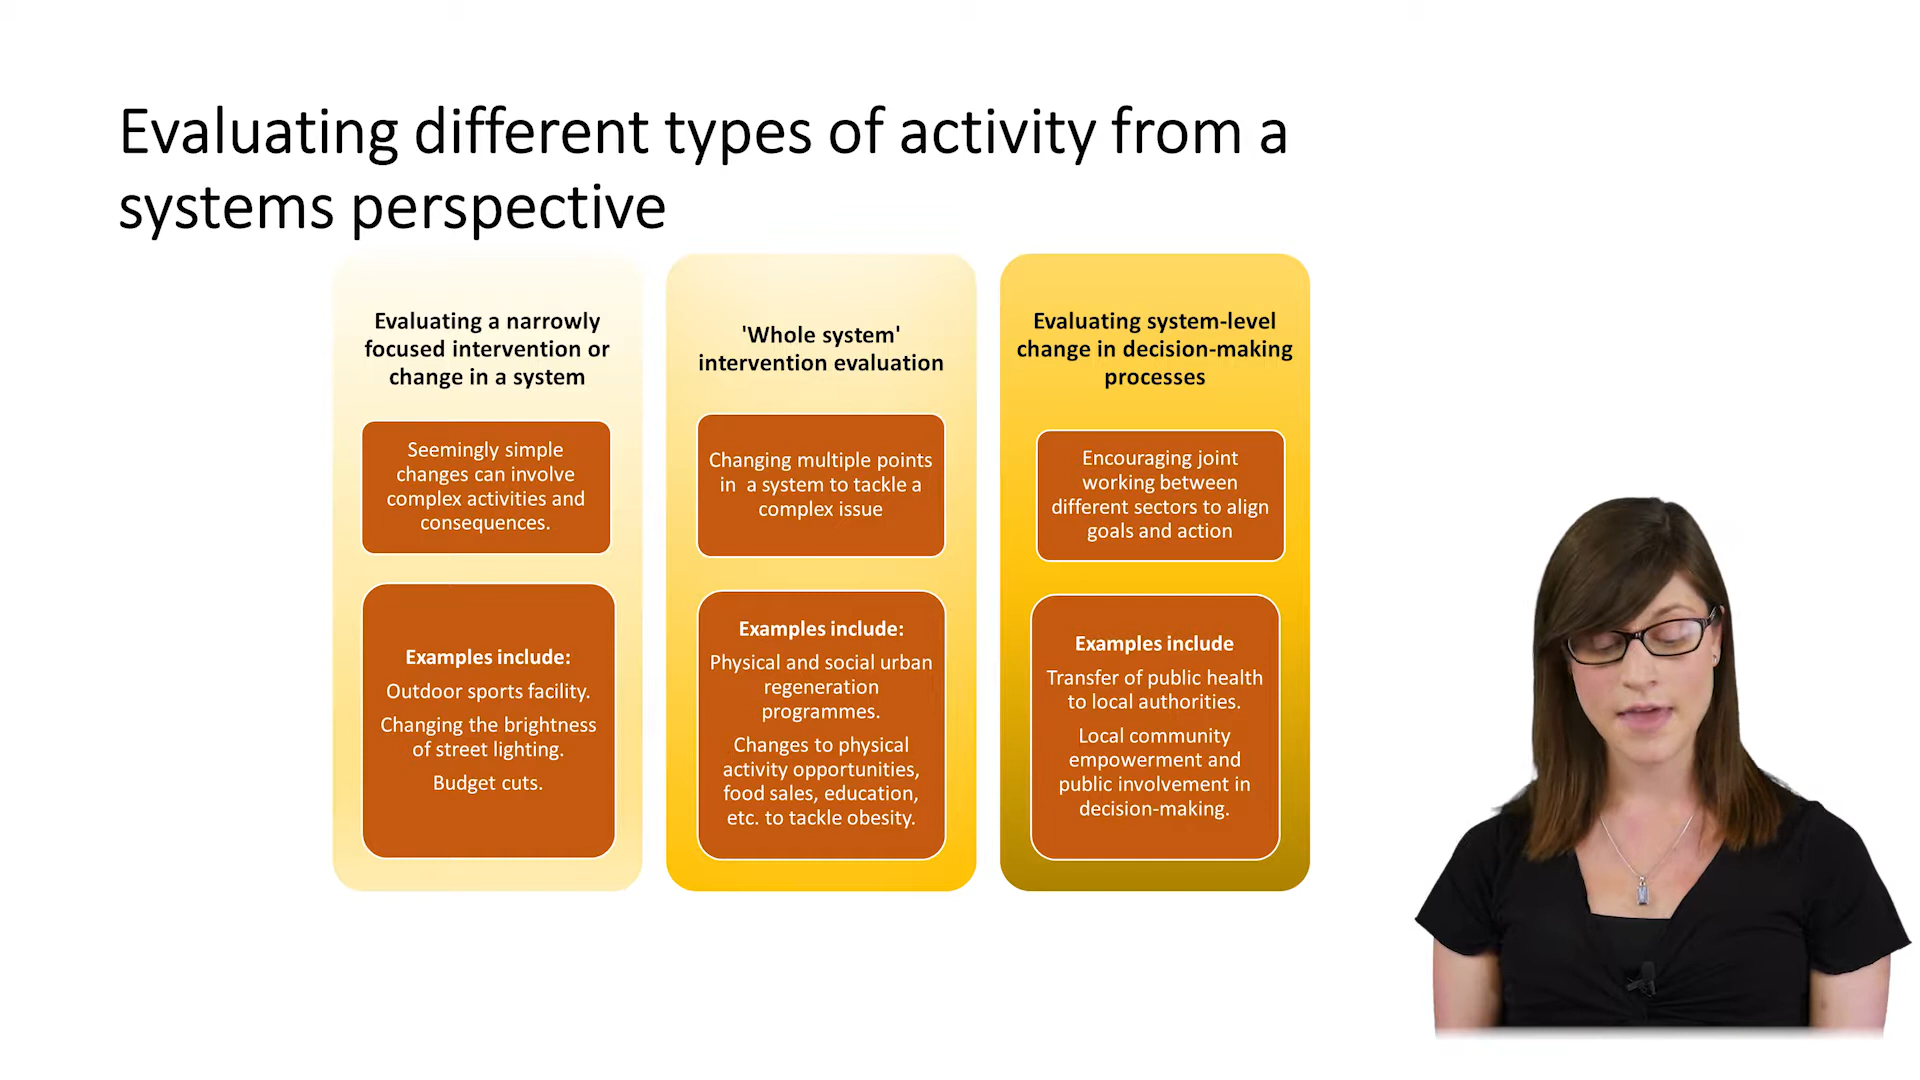 Evaluating different types of activity from a
systems perspective
Evaluating a narrowly
focused intervention or
change in a system
Seemingly simple
changes can involve
complex activities and
consequences.
Examples include:
Outdoor sports facility.
Changing the brightness
of street lighting.
Budget cuts.
'Whole system'
intervention evaluation
Changing multiple points
in a system to tackle a
complex issue
Examples include:
Physical and social urban
regeneration
programmes.
Changes to physical
activity opportunities,
food sales, education,
etc. to tackle obesity.
Evaluating system-level
change in decision-making
processes
Encouraging joint
working between
different sectors to align
goals and action
Examples include
Transfer of public health
to local authorities.
Local community
empowerment and
public involvement in
decision-making.